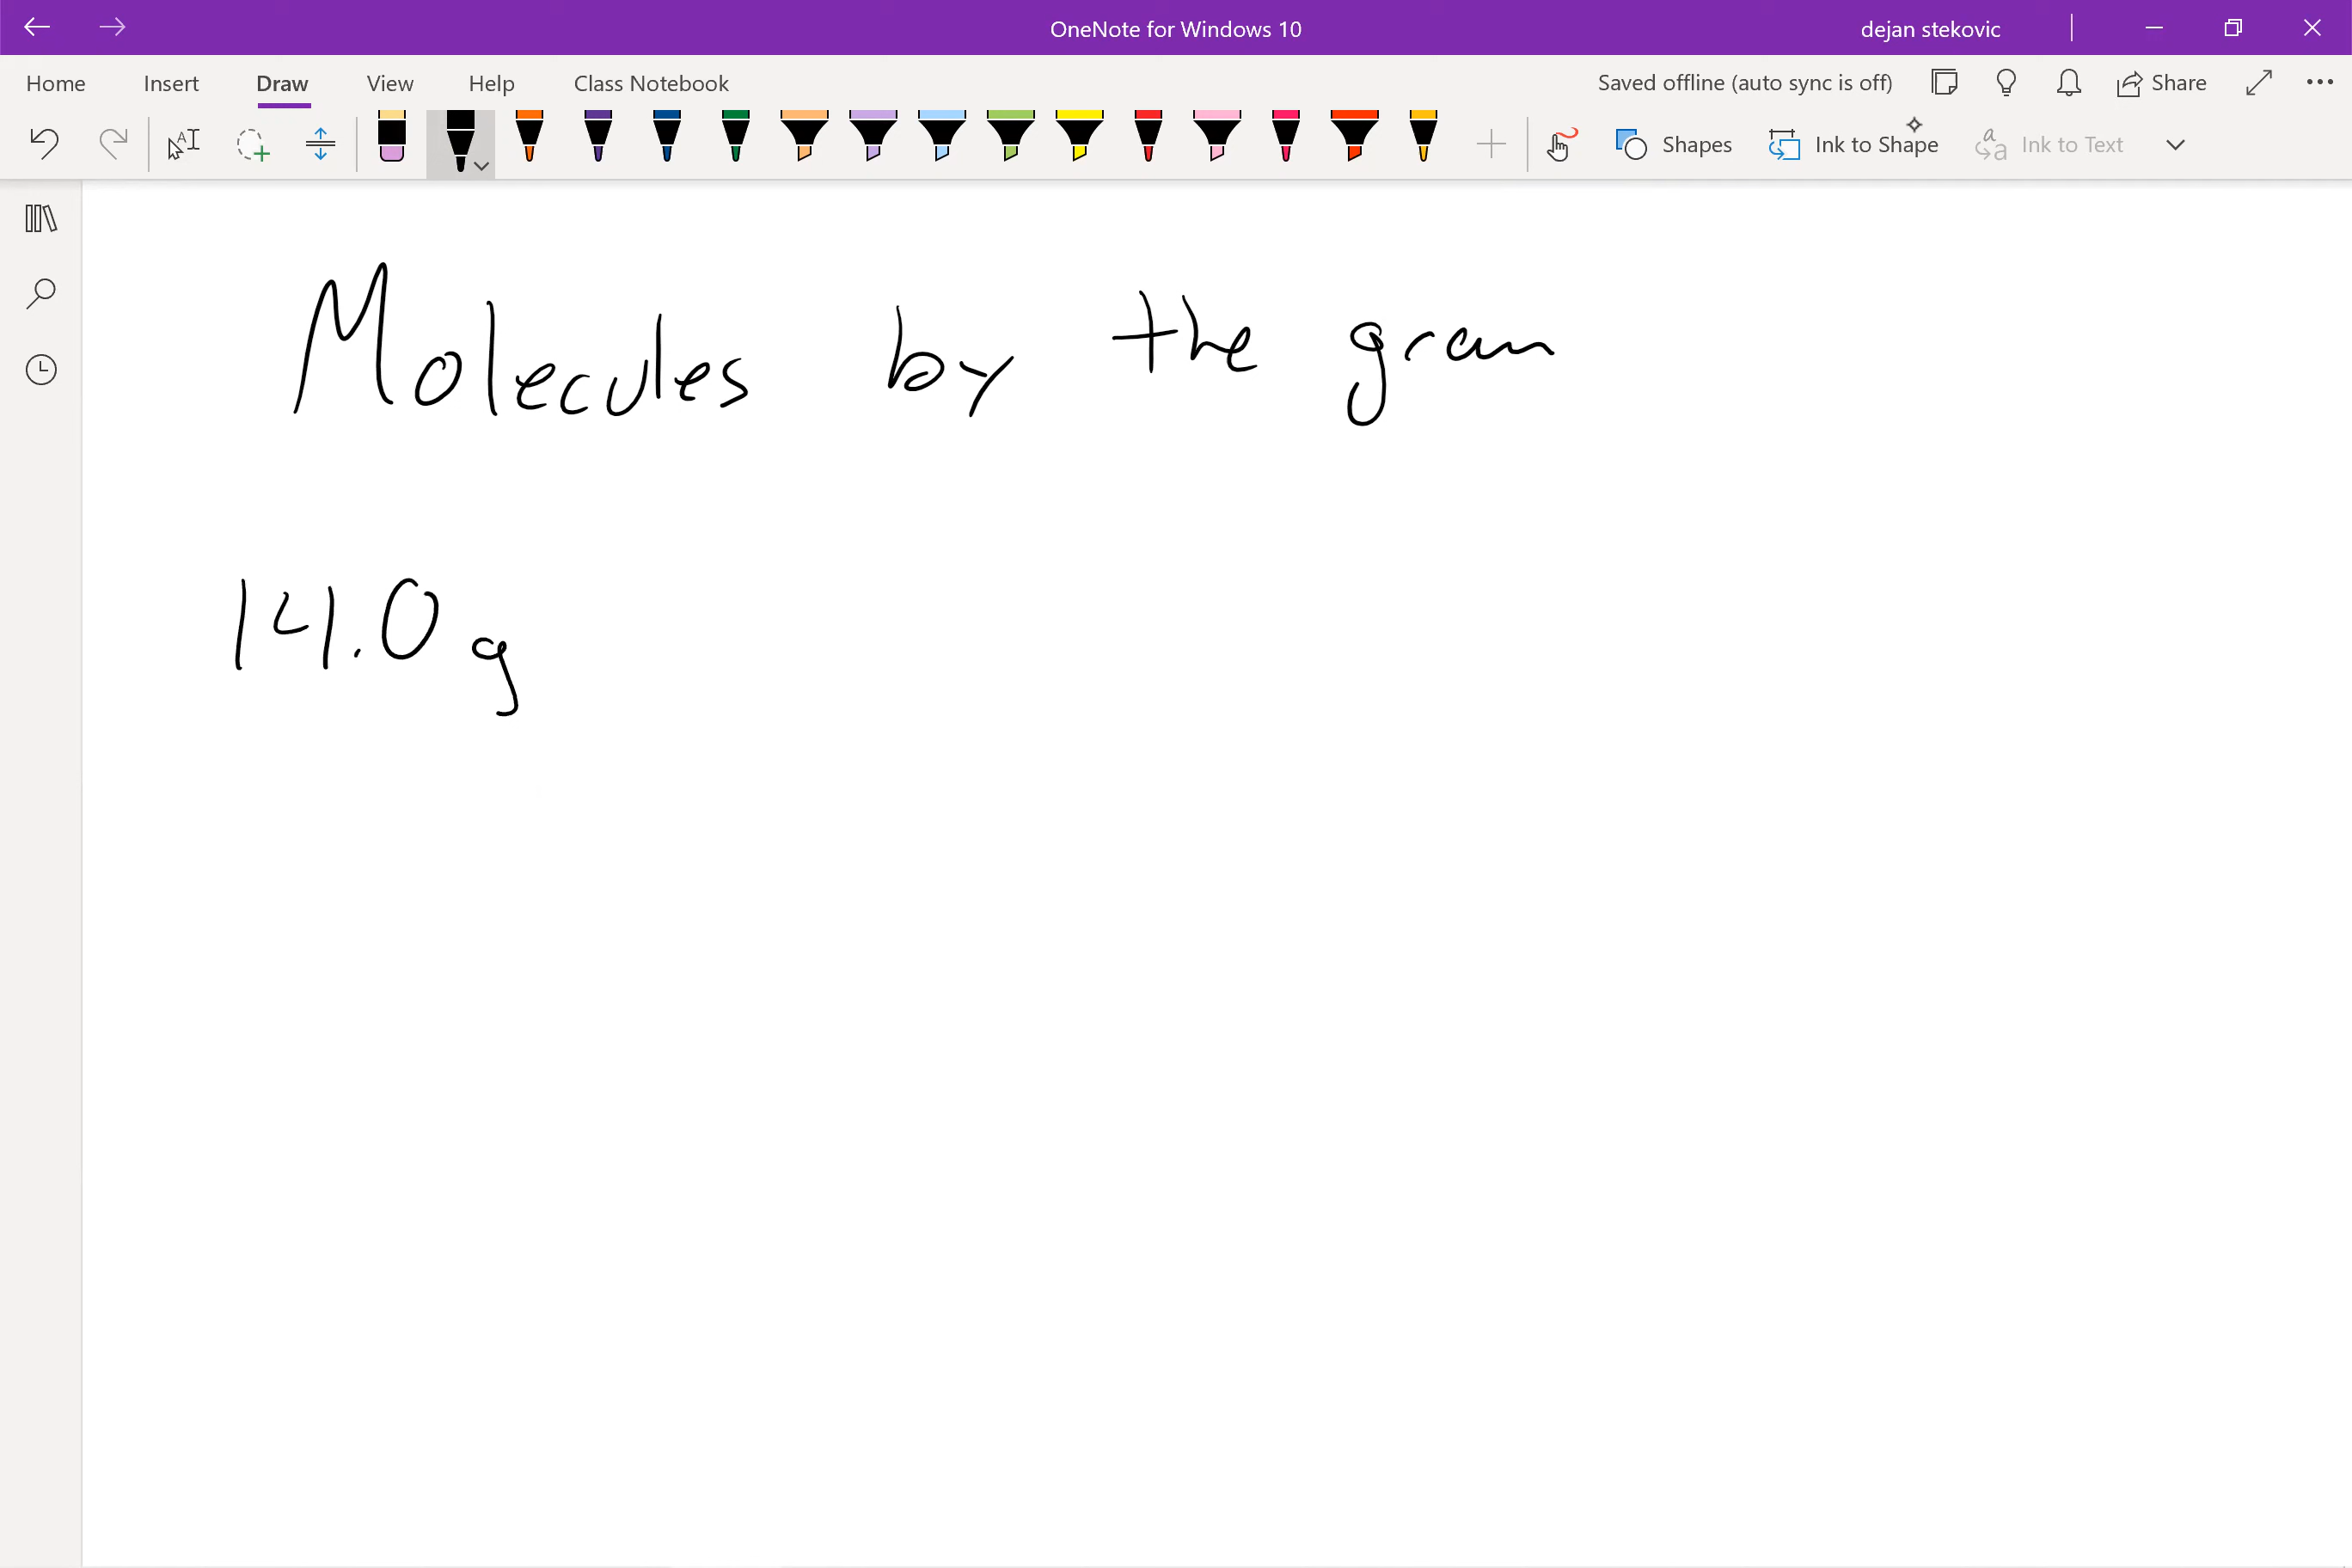 OneNote for Windows 10 dejan stekovic
Home Insert Draw View Help Class Notebook Saved offline (auto sync is off) Share
Shapes Ink to Shape Ink to Text
Molecules by the gram
14.0 g